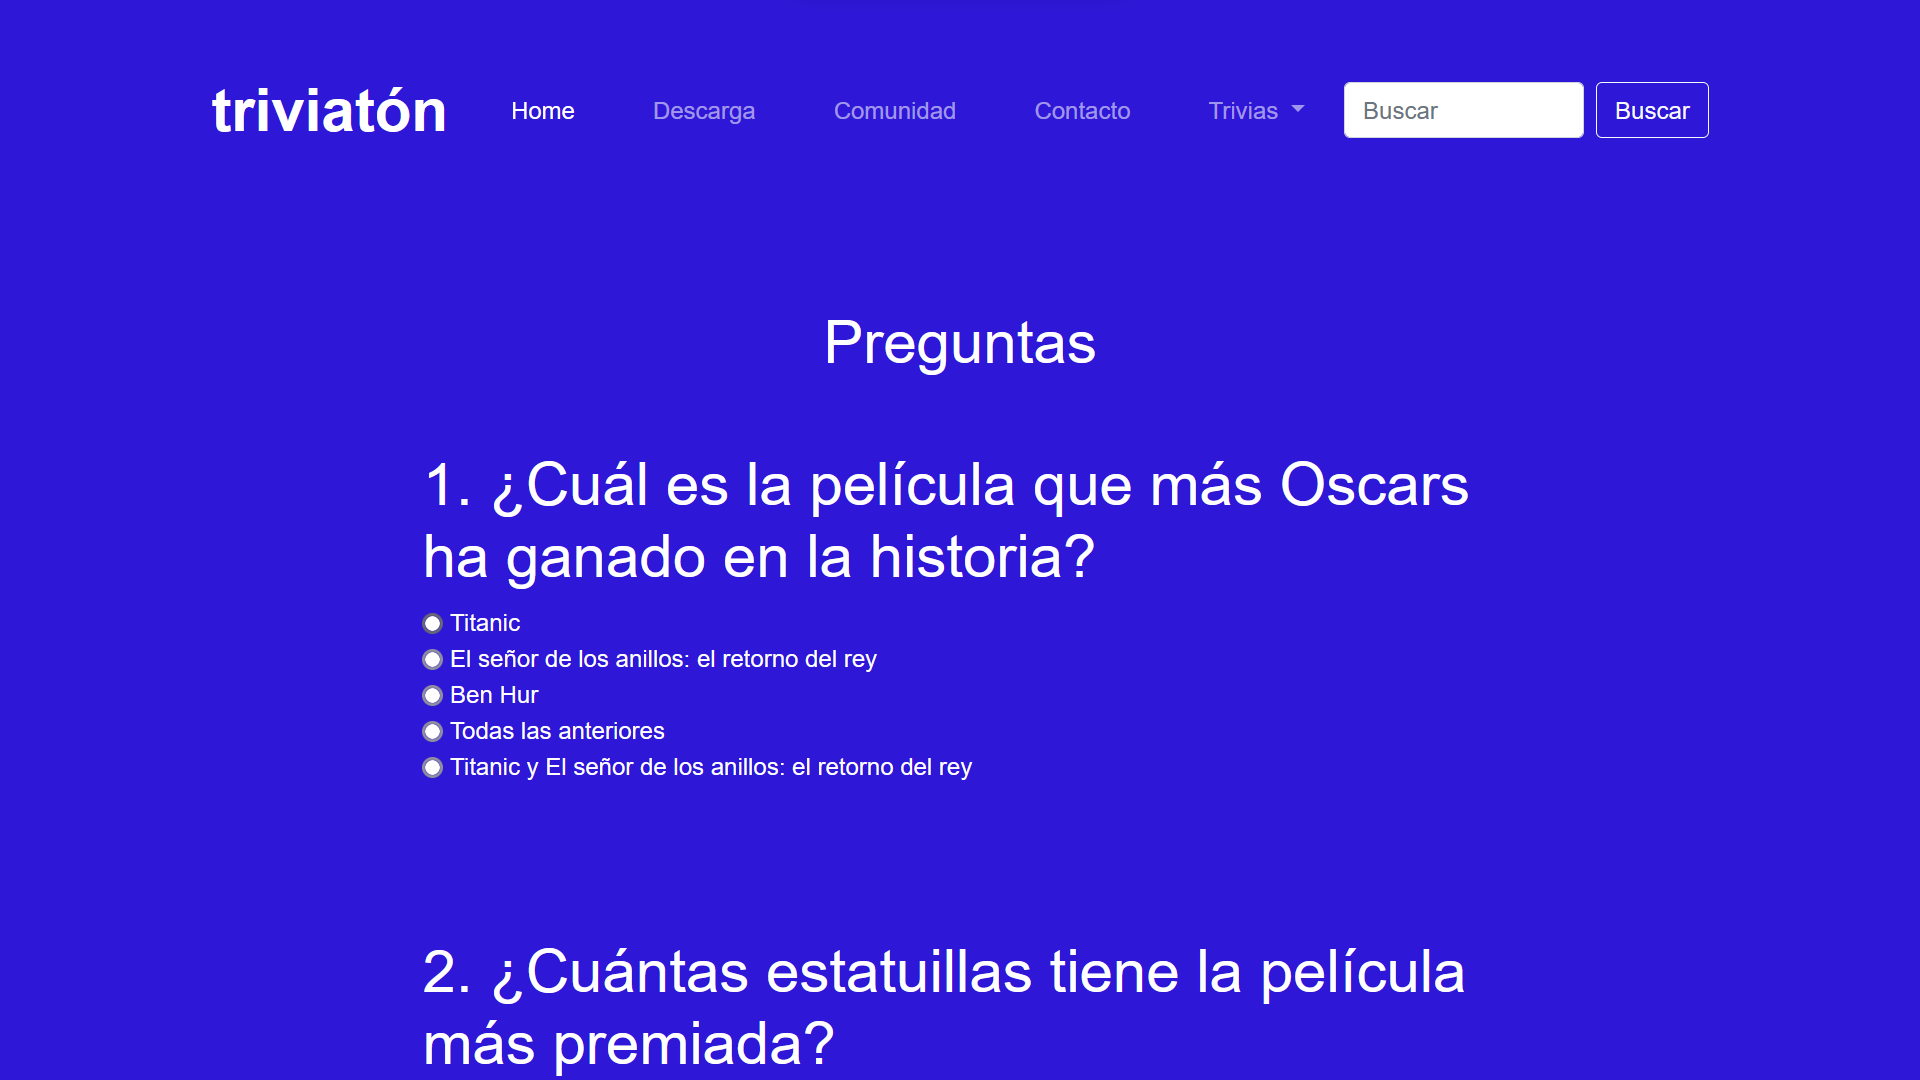 triviatón
Home
Descarga
Comunidad
Contacto
Trivias
Buscar
Buscar
Preguntas
1. ¿Cuál es la película que más Oscars
ha ganado en la historia?
Titanic
El señor de los anillos: el retorno del rey
Ben Hur
Todas las anteriores
Titanic y El señor de los anillos: el retorno del rey
2. ¿Cuántas estatuillas tiene la película
más premiada?